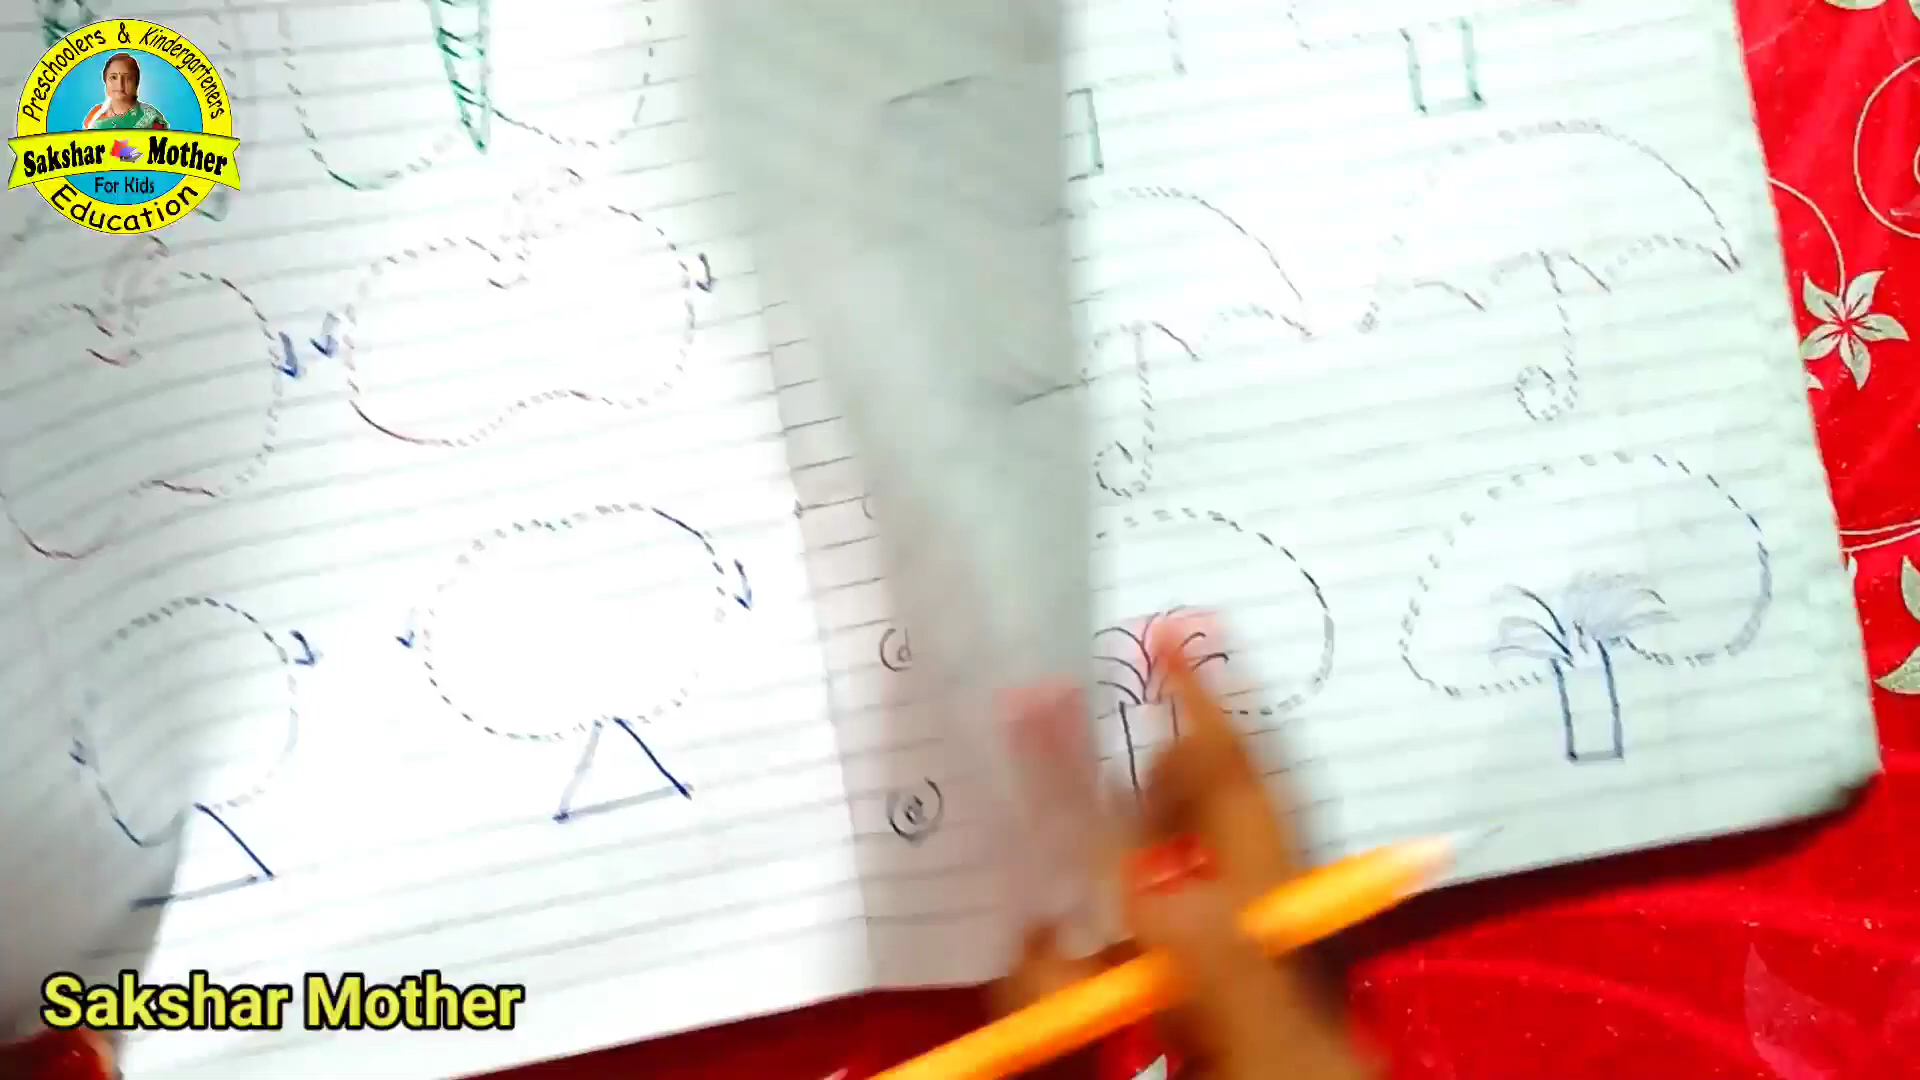 Preschoolers & Kindergarteners
Sakshar Mother
For Kids
Education
(d)
(e)
Sakshar Mother